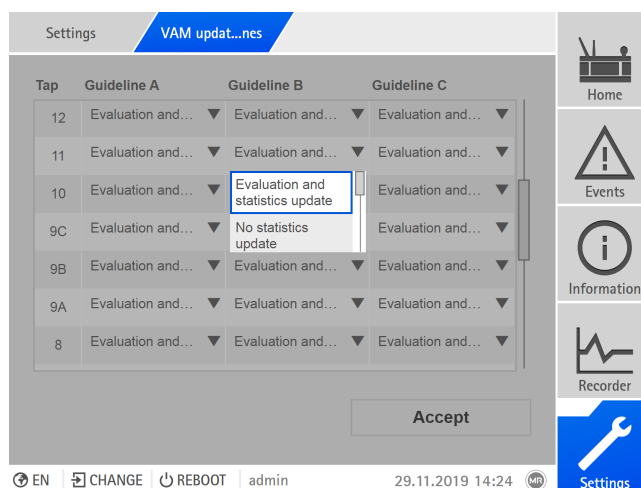 Settings VAM updat...nes
Tap Guideline A Guideline B Guideline C
12 Evaluation and... Evaluation and... Evaluation and...
11 Evaluation and... Evaluation and... Evaluation and...
10 Evaluation and... Evaluation and statistics update Evaluation and...
9C Evaluation and... No statistics update Evaluation and...
9B Evaluation and... Evaluation and... Evaluation and...
9A Evaluation and... Evaluation and... Evaluation and...
8 Evaluation and... Evaluation and... Evaluation and...
Accept
Home
Events
Information
Recorder
Settings
EN CHANGE REBOOT admin 29.11.2019 14:24 MR